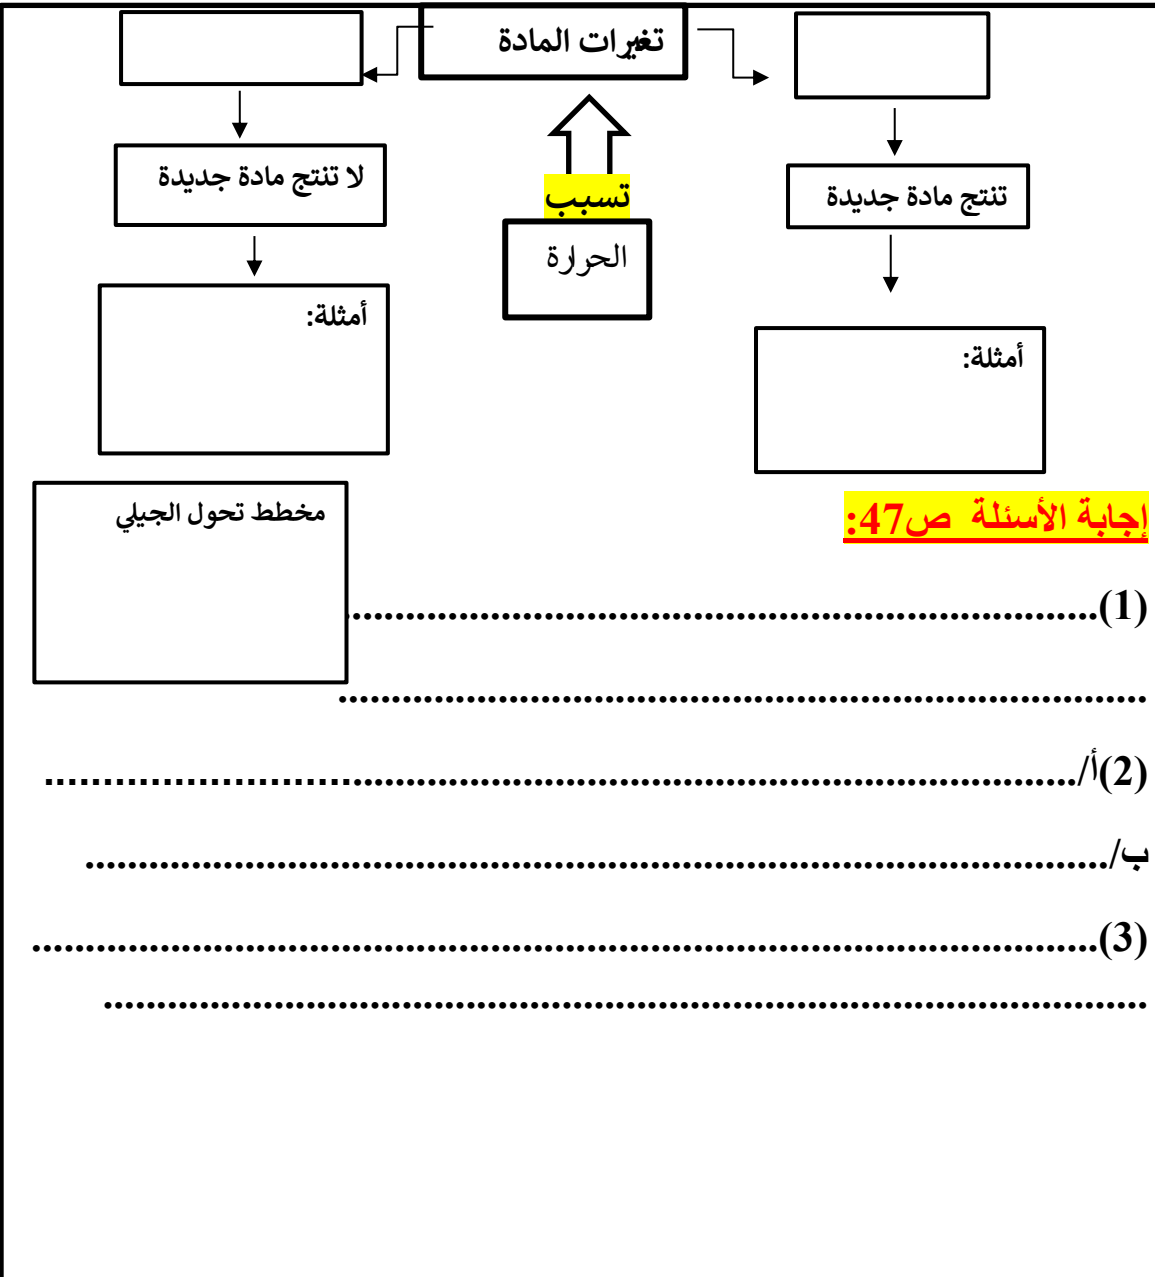 تغيرات المادة
تنتج مادة جديدة
لا تنتج مادة جديدة
تسبب
الحرارة
أمثلة:
أمثلة:
إجابة الأسئلة ص47:
مخطط تحول الجيلي
(1)......................................................................
...........................................................................
(2)أ/..............................................................................................
ب/................................................................................................
(3)....................................................................................................
..................................................................................................